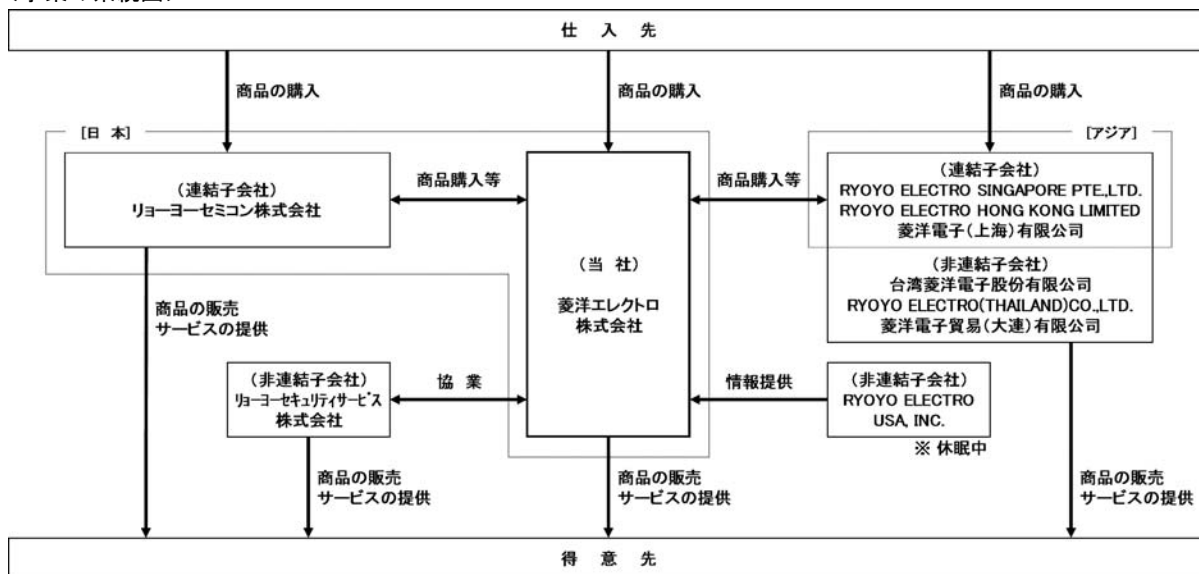 仕 入 先
商品の購入
商品の購入
商品の購入
[日 本]
[アジア]
(連結子会社)
リョーヨーセミコン株式会社
商品購入等
(当 社)
菱洋エレクトロ
株式会社
商品購入等
(連結子会社)
RYOYO ELECTRO SINGAPORE PTE.,LTD.
RYOYO ELECTRO HONG KONG LIMITED
菱洋電子(上海)有限公司
(非連結子会社)
台湾菱洋電子股份有限公司
RYOYO ELECTRO(THAILAND)CO.,LTD.
菱洋電子貿易(大連)有限公司
商品の販売
サービスの提供
(非連結子会社)
リョーヨーセキュリティサービス
株式会社
協 業
情報提供
(非連結子会社)
RYOYO ELECTRO
USA, INC.
※ 休眠中
商品の販売
サービスの提供
商品の販売
サービスの提供
商品の販売
サービスの提供
得 意 先